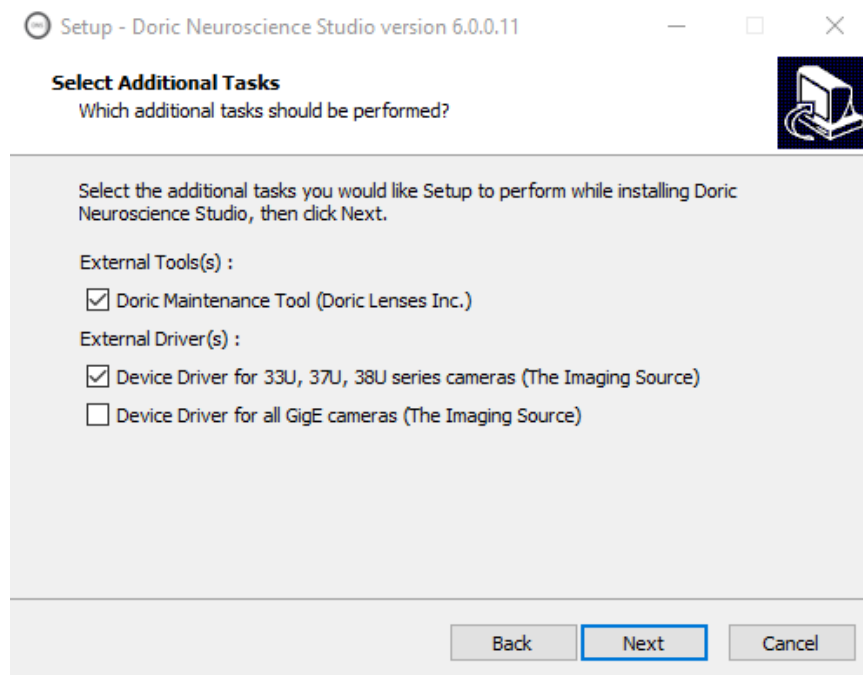 Setup - Doric Neuroscience Studio version 6.0.0.11
Select Additional Tasks
Which additional tasks should be performed?
Select the additional tasks you would like Setup to perform while installing Doric
Neuroscience Studio, then click Next.
External Tools(s) :
Doric Maintenance Tool (Doric Lenses Inc.)
External Driver(s) :
Device Driver for 33U, 37U, 38U series cameras (The Imaging Source)
Device Driver for all GigE cameras (The Imaging Source)
Back
Next
Cancel